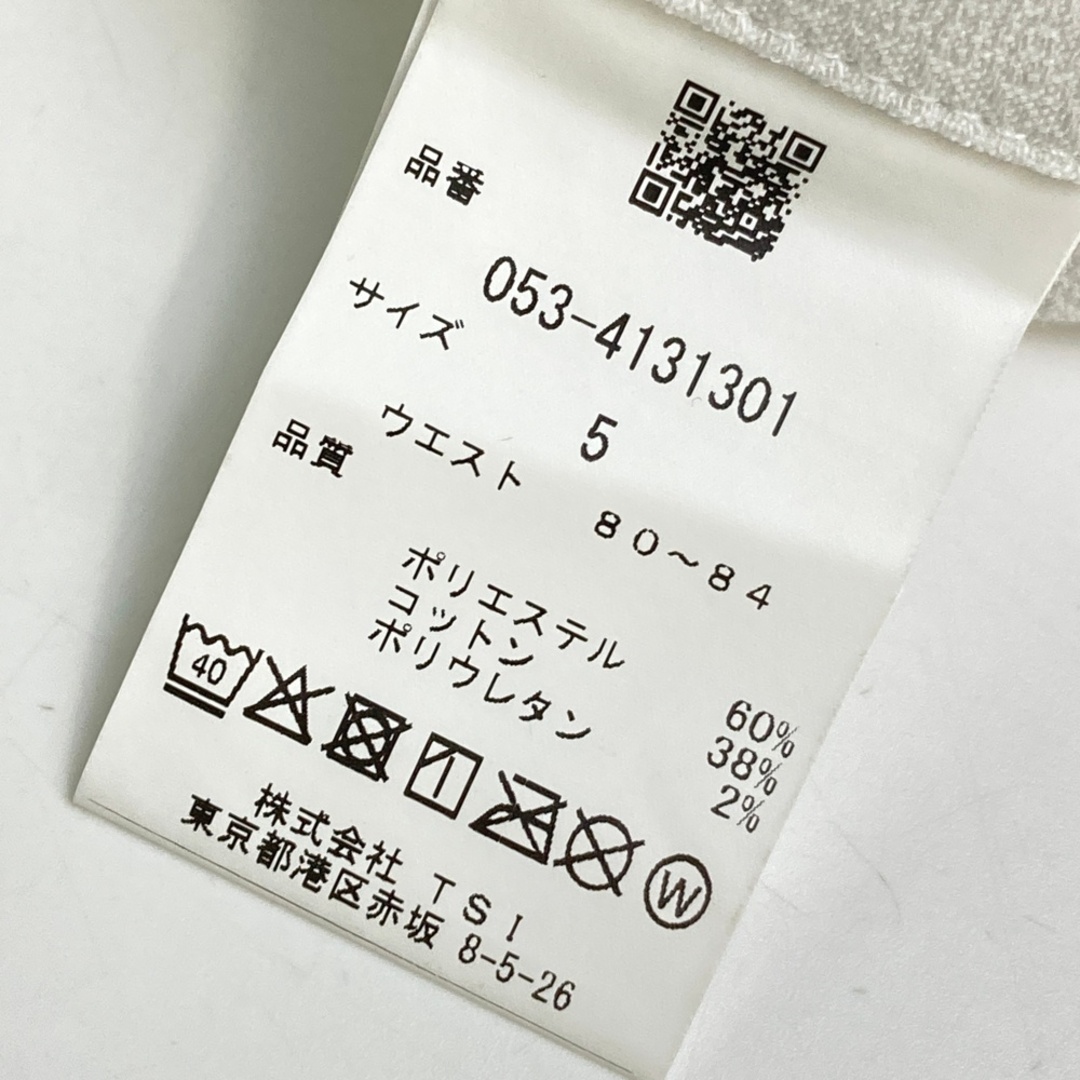 品番
053-4131301
サイズ
5
ウエスト 80～84
品質
ポリエステル 60%
コットン 38%
ポリウレタン 2%
40
W
株式会社 TSI
東京都港区赤坂 8-5-26